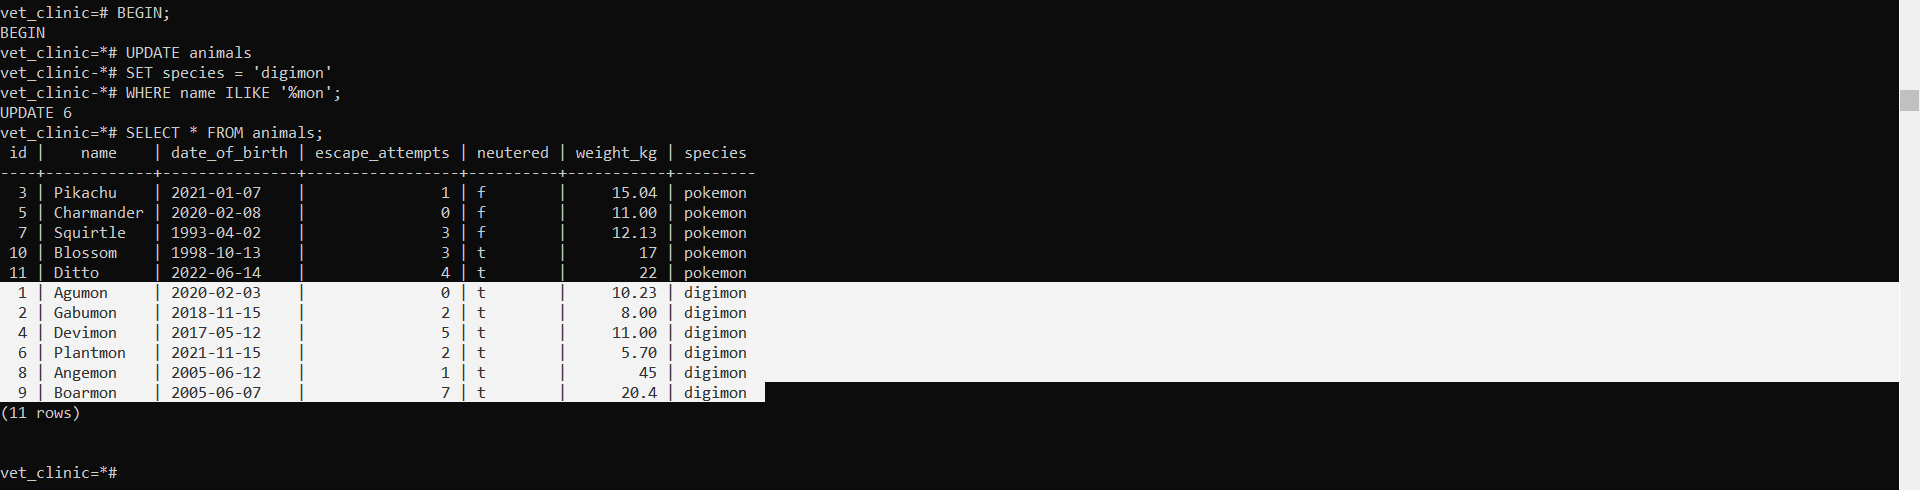 vet_clinic=# BEGIN;
BEGIN
vet_clinic=*# UPDATE animals
vet_clinic-*# SET species = 'digimon'
vet_clinic-*# WHERE name ILIKE '%mon';
UPDATE 6
vet_clinic=*# SELECT * FROM animals;
 id |    name    | date_of_birth | escape_attempts | neutered | weight_kg | species
----+------------+---------------+-----------------+----------+-----------+---------
  3 | Pikachu    | 2021-01-07    |               1 | f        |     15.04 | pokemon
  5 | Charmander | 2020-02-08    |               0 | f        |     11.00 | pokemon
  7 | Squirtle   | 1993-04-02    |               3 | f        |     12.13 | pokemon
 10 | Blossom    | 1998-10-13    |               3 | t        |        17 | pokemon
 11 | Ditto      | 2022-06-14    |               4 | t        |        22 | pokemon
  1 | Agumon     | 2020-02-03    |               0 | t        |     10.23 | digimon
  2 | Gabumon    | 2018-11-15    |               2 | t        |      8.00 | digimon
  4 | Devimon    | 2017-05-12    |               5 | t        |     11.00 | digimon
  6 | Plantmon   | 2021-11-15    |               2 | t        |      5.70 | digimon
  8 | Angemon    | 2005-06-12    |               1 | t        |        45 | digimon
  9 | Boarmon    | 2005-06-07    |               7 | t        |      20.4 | digimon
(11 rows)
vet_clinic=*#